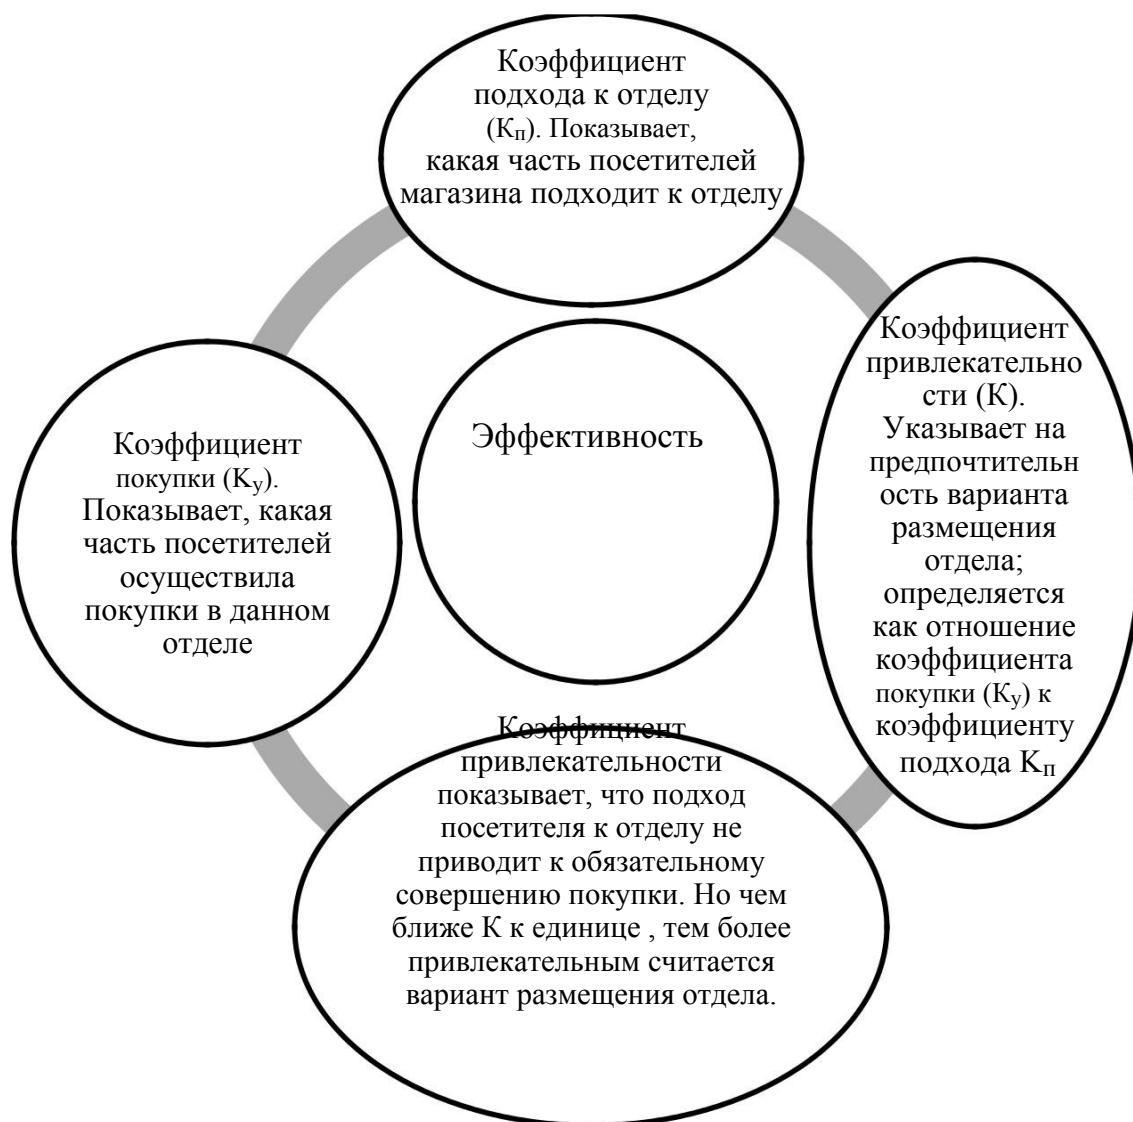 Коэффициент
подхода к отделу
(Кп). Показывает,
какая часть посетителей
магазина подходит к отделу
Коэффициент
привлекательно
сти (К).
Указывает на
предпочтительн
ость варианта
размещения
отдела;
определяется
как отношение
коэффициента
покупки (Ку) к
коэффициенту
подхода Кп
Эффективность
Коэффициент
покупки (Ку).
Показывает, какая
часть посетителей
осуществила
покупки в данном
отделе
Коэффициент
привлекательности
показывает, что подход
посетителя к отделу не
приводит к обязательному
совершению покупки. Но чем
ближе К к единице , тем более
привлекательным считается
вариант размещения отдела.